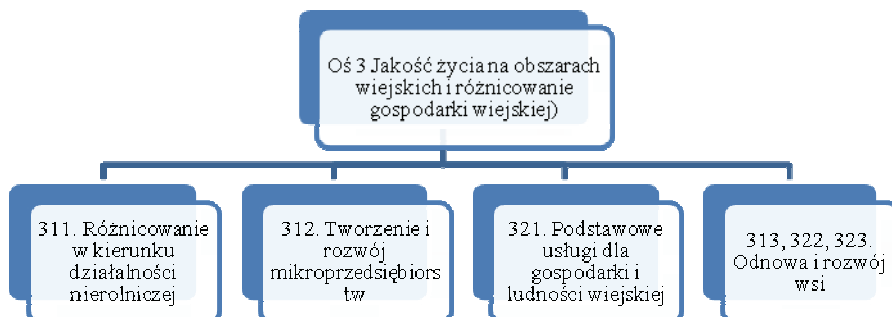 Oś 3 Jakość życia na obszarach
wiejskich i różnicowanie
gospodarki wiejskiej)
311. Różnicowanie
w kierunku
działalności
nierolniczej
312. Tworzenie i
rozwój
mikroprzedsiębiors
tw
321. Podstawowe
usługi dla
gospodarki i
ludności wiejskiej
313, 322, 323.
Odnowa i rozwój
wsi